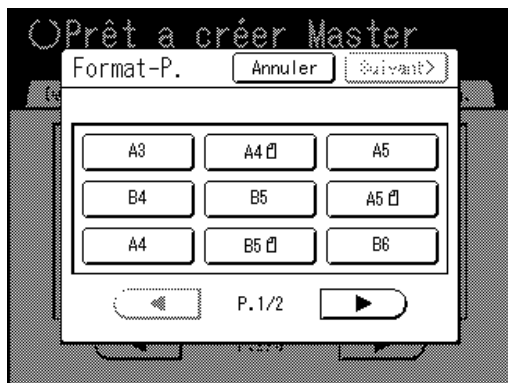 Prêt a créer Master
Format-P. Annuler Suivant>
A3 A4 A5
B4 B5 A5
A4 B5 B6
P.1/2